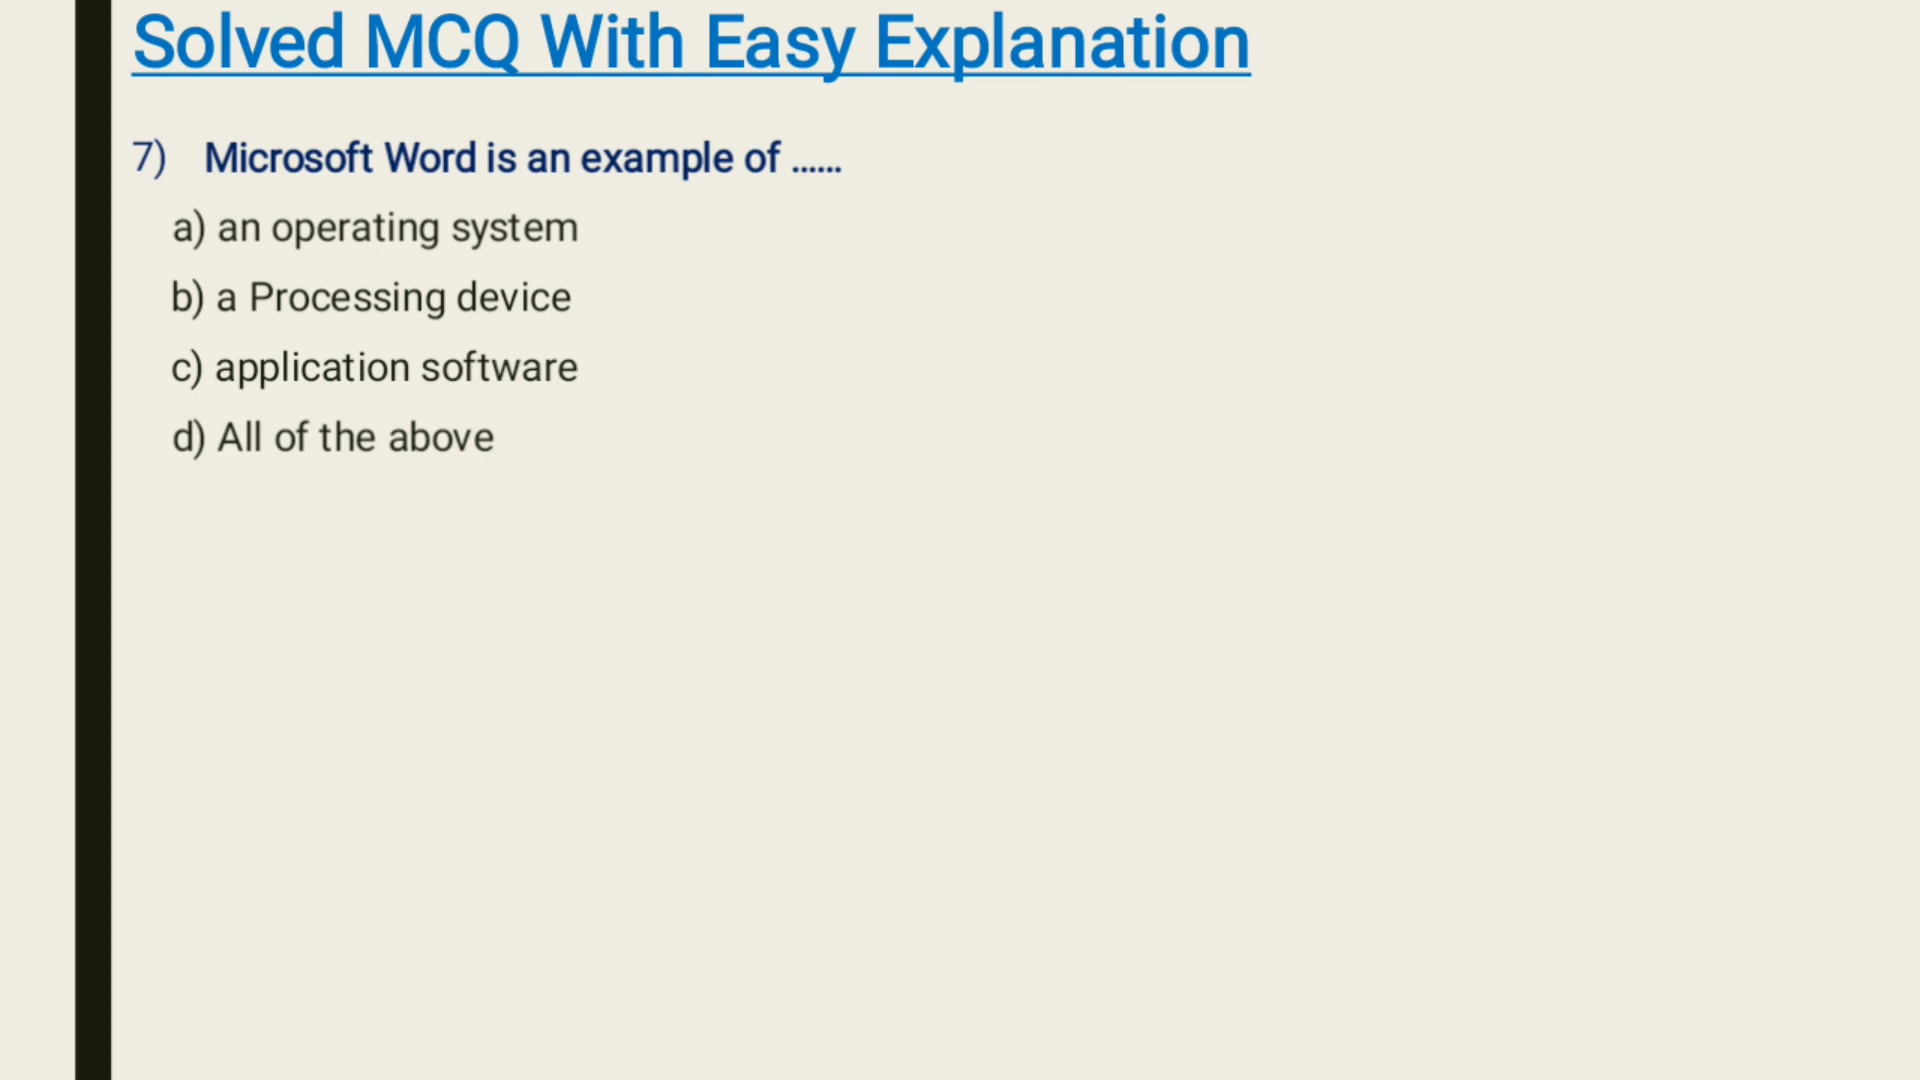 Solved MCQ With Easy Explanation
7) Microsoft Word is an example of ......
a) an operating system
b) a Processing device
c) application software
d) All of the above